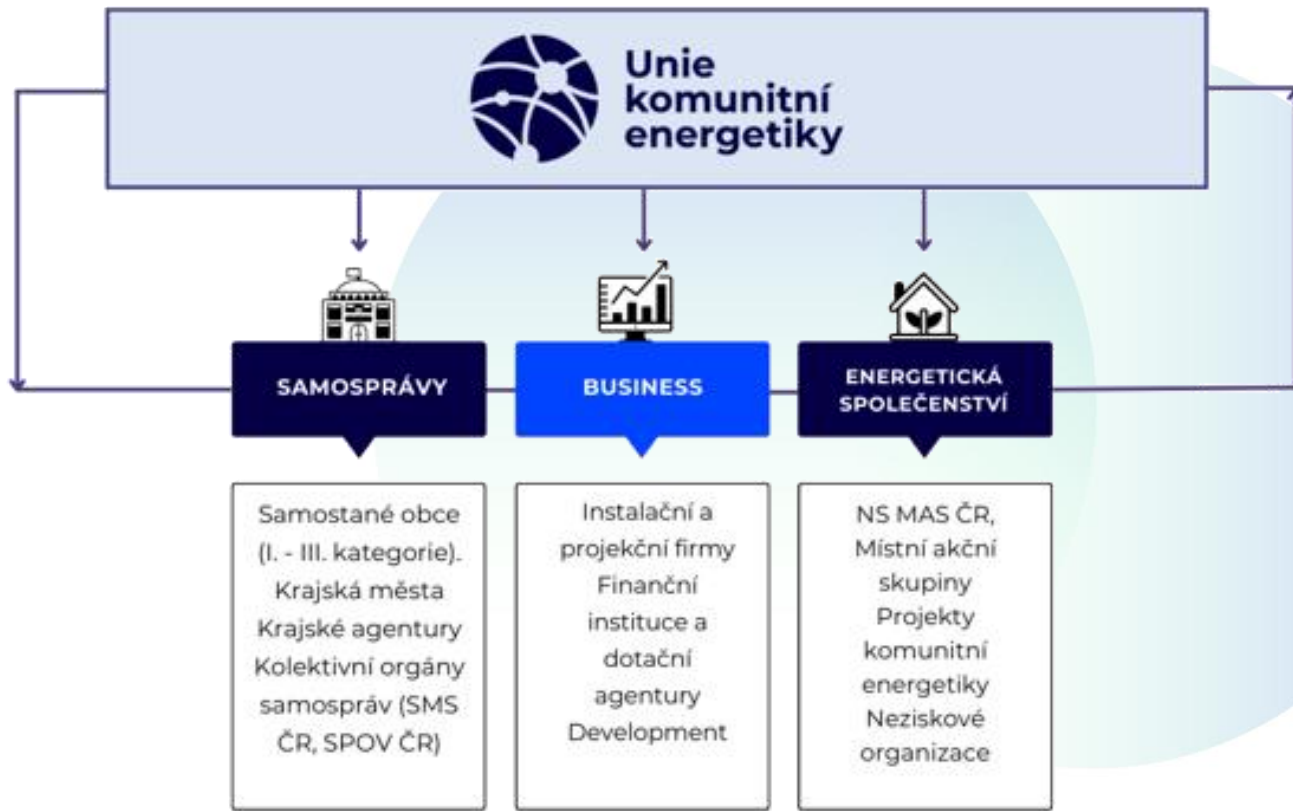 Unie
komunitní
energetiky
SAMOSPRÁVY
BUSINESS
ENERGETICKÁ
SPOLEČENSTVÍ
Samostané obce
(I. - III. kategorie).
Krajská města
Krajské agentury
Kolektivní orgány
samospráv (SMS
ČR, SPOV ČR)
Instalační a
projekční firmy
Finanční
instituce a
dotační
agentury
Development
NS MAS ČR,
Místní akční
skupiny
Projekty
komunitní
energetiky
Neziskové
organizace